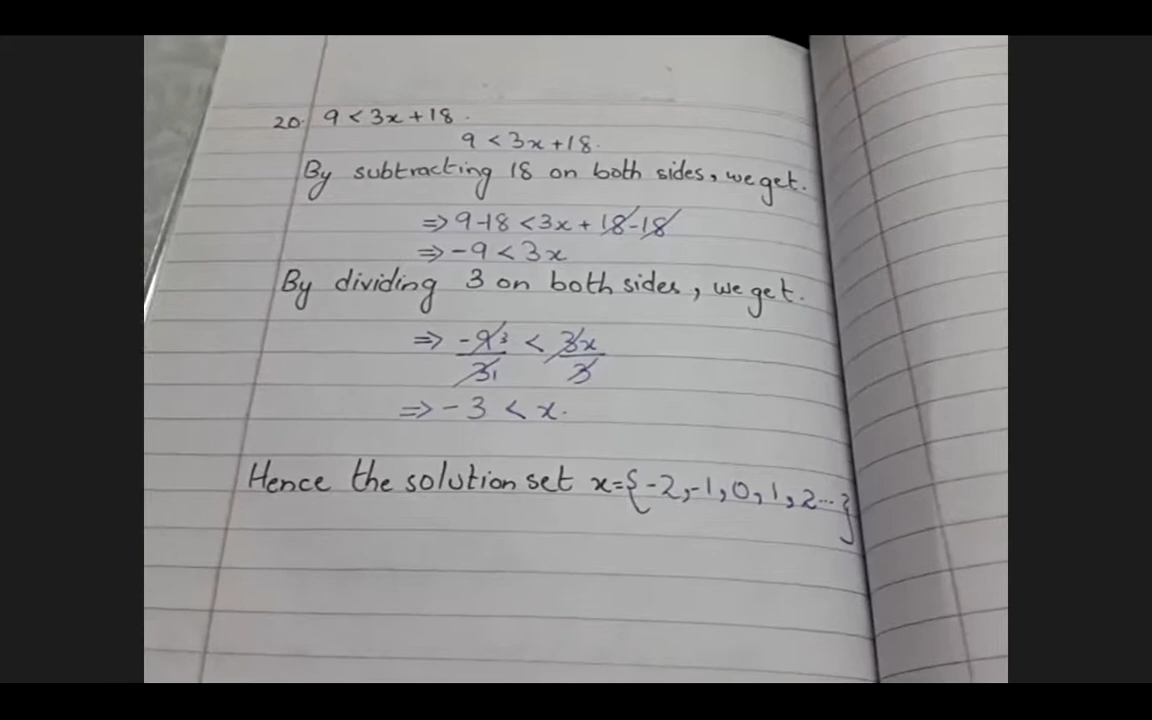 20. 9 < 3x + 18.
9 < 3x + 18.
By subtracting 18 on both sides, we get.
⇒ 9-18 < 3x + 18-18
⇒ -9 < 3x
By dividing 3 on both sides, we get.
⇒ -9 3 < 3x
3 1 3
⇒ -3 < x.
Hence the solution set x={-2,-1,0,1,2...}